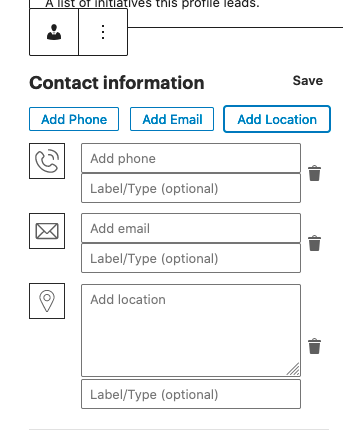 A list of initiatives this profile leads.
Contact information
Save
Add Phone
Add Email
Add Location
Add phone
Label/Type (optional)
Add email
Label/Type (optional)
Add location
Label/Type (optional)